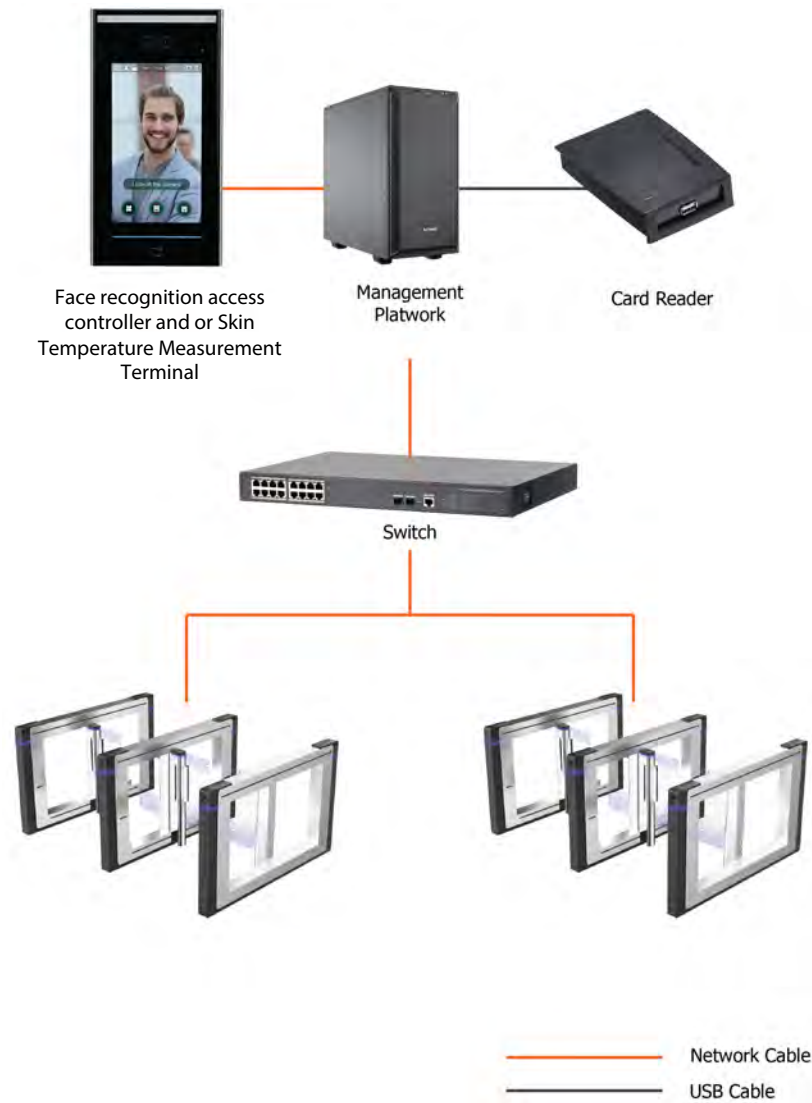 Face recognition access
controller and or Skin
Temperature Measurement
Terminal
Management
Platwork
Card Reader
Switch
Network Cable
USB Cable